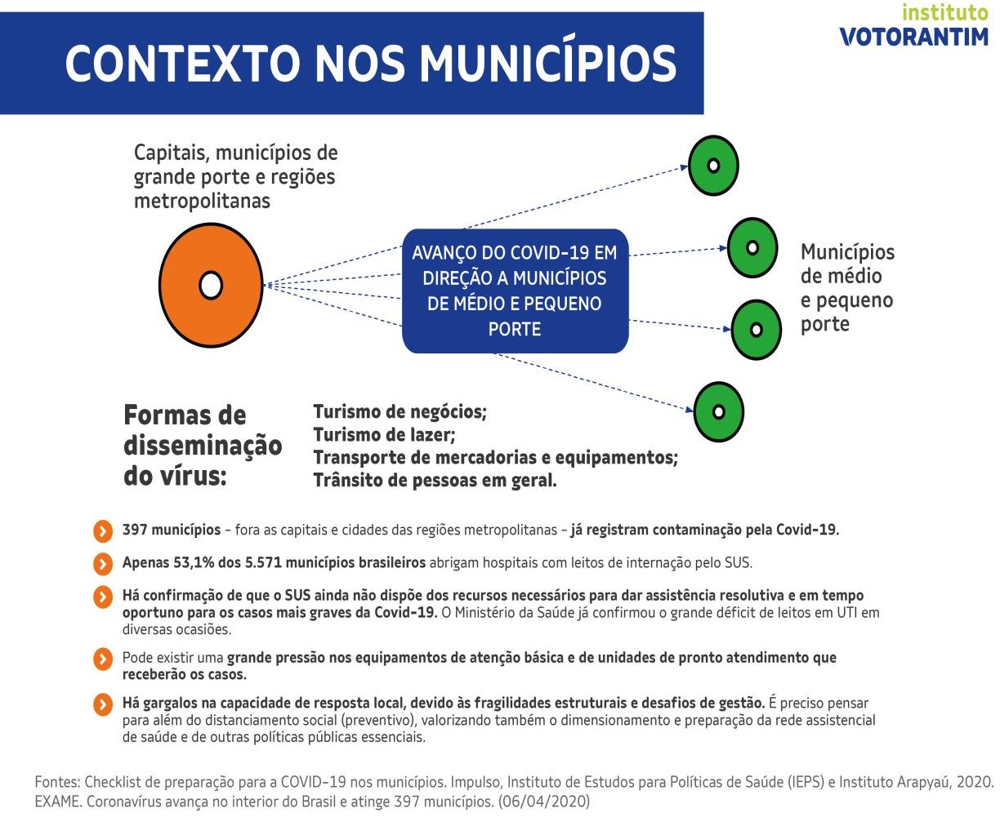 instituto
VOTORANTIM
CONTEXTO NOS MUNICÍPIOS
Capitais, municípios de
grande porte e regiões
metropolitanas
AVANÇO DO COVID-19 EM
DIREÇÃO A MUNICÍPIOS
DE MÉDIO E PEQUENO
PORTE
Municípios
de médio
e pequeno
porte
Formas de
disseminação
do vírus:
Turismo de negócios;
Turismo de lazer;
Transporte de mercadorias e equipamentos;
Trânsito de pessoas em geral.
397 municípios - fora as capitais e cidades das regiões metropolitanas - já registram contaminação pela Covid-19.
Apenas 53,1% dos 5.571 municípios brasileiros abrigam hospitais com leitos de internação pelo SUS.
Há confirmação de que o SUS ainda não dispõe dos recursos necessários para dar assistência resolutiva e em tempo
oportuno para os casos mais graves da Covid-19. O Ministério da Saúde já confirmou o grande déficit de leitos em UTI em
diversas ocasiões.
Pode existir uma grande pressão nos equipamentos de atenção básica e de unidades de pronto atendimento que
receberão os casos.
Há gargalos na capacidade de resposta local, devido às fragilidades estruturais e desafios de gestão. É preciso pensar
para além do distanciamento social (preventivo), valorizando também o dimensionamento e preparação da rede assistencial
de saúde e de outras políticas públicas essenciais.
Fontes: Checklist de preparação para a COVID-19 nos municípios. Impulso, Instituto de Estudos para Políticas de Saúde (IEPS) e Instituto Arapyaú, 2020.
EXAME. Coronavírus avança no interior do Brasil e atinge 397 municípios. (06/04/2020)